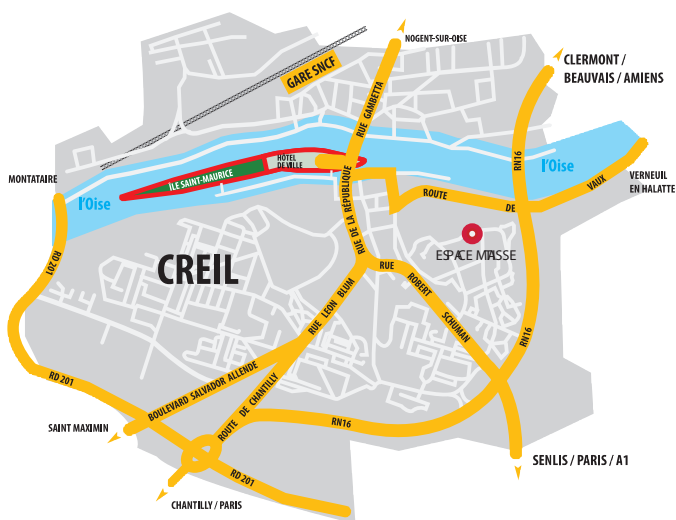 NOGENT-SUR-OISE
CLERMONT /
BEAUVAIS / AMIENS
GARE SNCF
RUE GAMBETTA
RN16
l'Oise
HÔTEL
DE VILLE
ÎLE SAINT-MAURICE
MONTATAIRE
l'Oise
VERNEUIL
EN HALATTE
ROUTE DE VAUX
RUE DE LA RÉPUBLIQUE
ESPACE MATISSE
CREIL
RD 201
RUE ROBERT SCHUMAN
RUE LEON BLUM
RN16
RD 201
BOULEVARD SALVADOR ALLENDE
ROUTE DE CHANTILLY
RN16
SAINT MAXIMIN
SENLIS / PARIS / A1
RD 201
CHANTILLY / PARIS